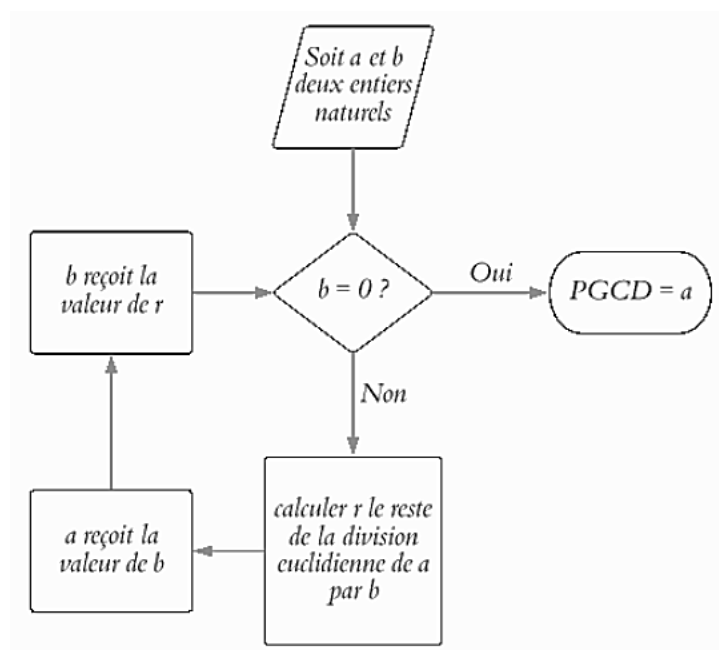 Soit a et b
deux entiers
naturels
b = 0 ?
Oui
PGCD = a
Non
calculer r le reste
de la division
euclidienne de a
par b
a reçoit la
valeur de b
b reçoit la
valeur de r